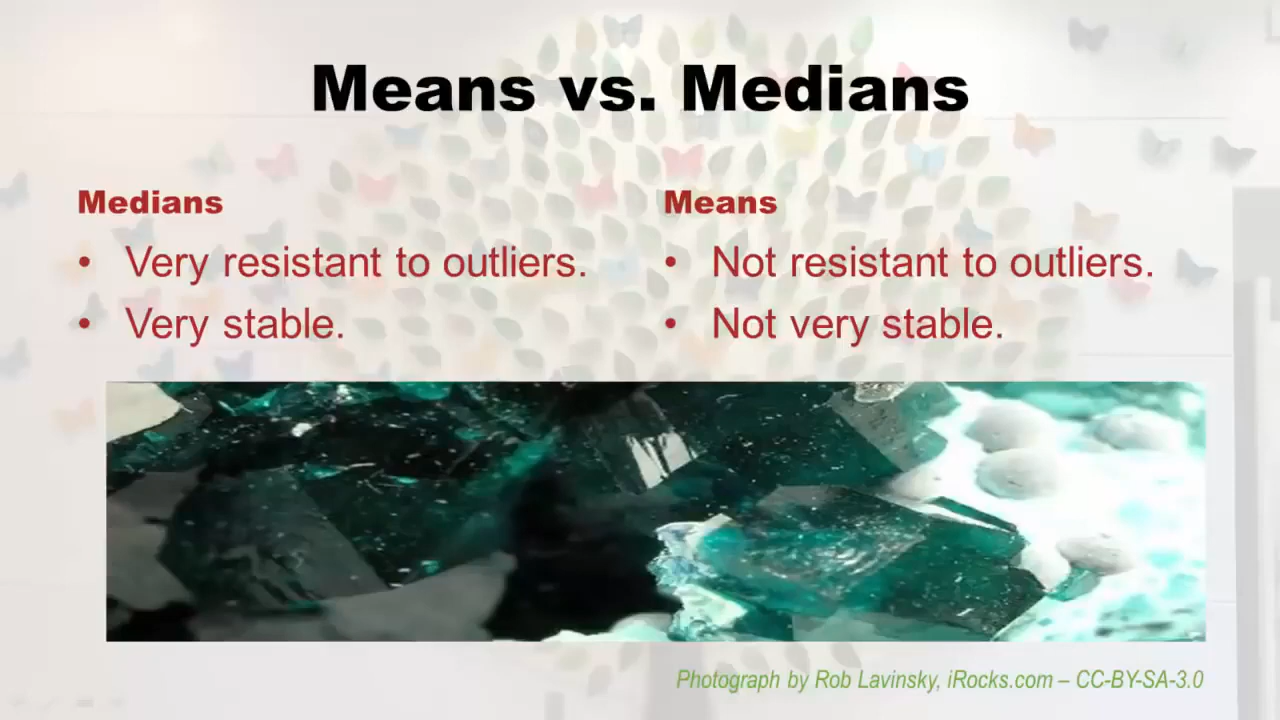 Means vs. Medians
Medians
• Very resistant to outliers.
• Very stable.
Means
• Not resistant to outliers.
• Not very stable.
Photograph by Rob Lavinsky, iRocks.com – CC-BY-SA-3.0